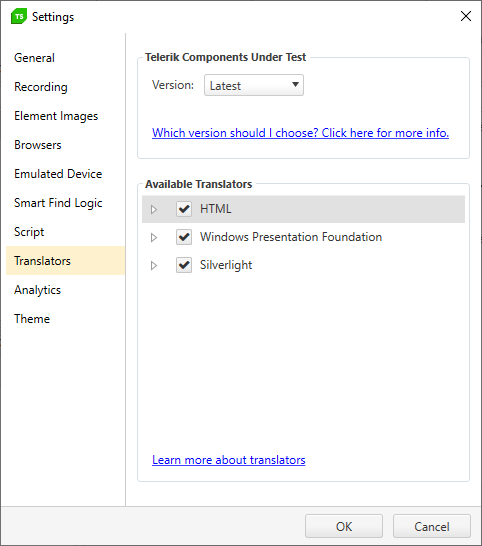 TS Settings
General
Recording
Element Images
Browsers
Emulated Device
Smart Find Logic
Script
Translators
Analytics
Theme
Telerik Components Under Test
Version: Latest
Which version should I choose? Click here for more info.
Available Translators
HTML
Windows Presentation Foundation
Silverlight
Learn more about translators
OK Cancel